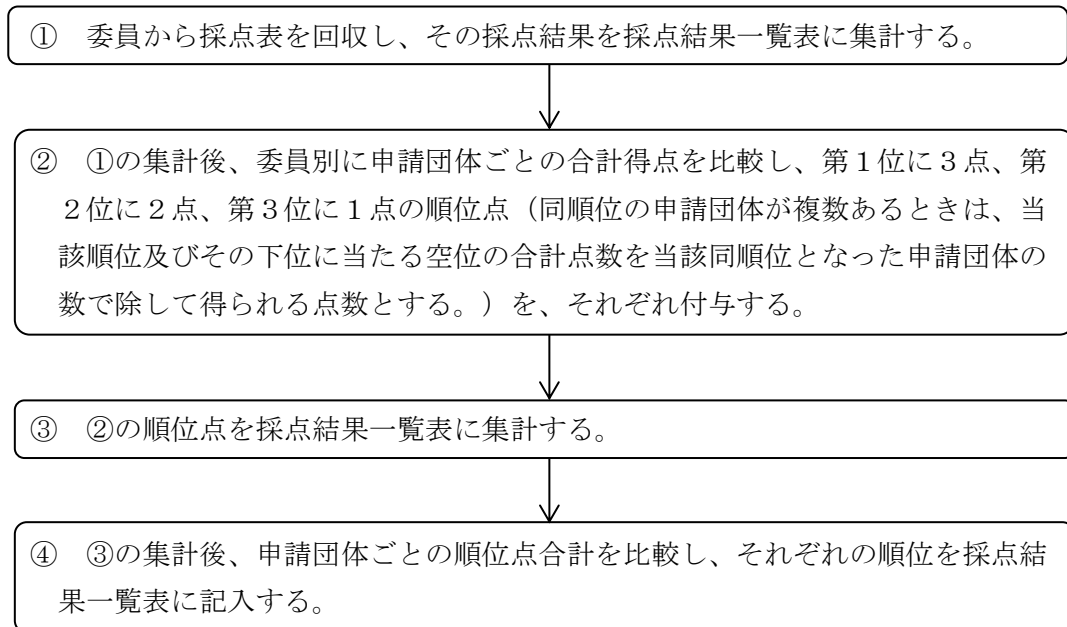 ①　委員から採点表を回収し、その採点結果を採点結果一覧表に集計する。
②　①の集計後、委員別に申請団体ごとの合計得点を比較し、第１位に３点、第
２位に２点、第３位に１点の順位点（同順位の申請団体が複数あるときは、当
該順位及びその下位に当たる空位の合計点数を当該同順位となった申請団体の
数で除して得られる点数とする。）を、それぞれ付与する。
③　②の順位点を採点結果一覧表に集計する。
④　③の集計後、申請団体ごとの順位点合計を比較し、それぞれの順位を採点結
果一覧表に記入する。